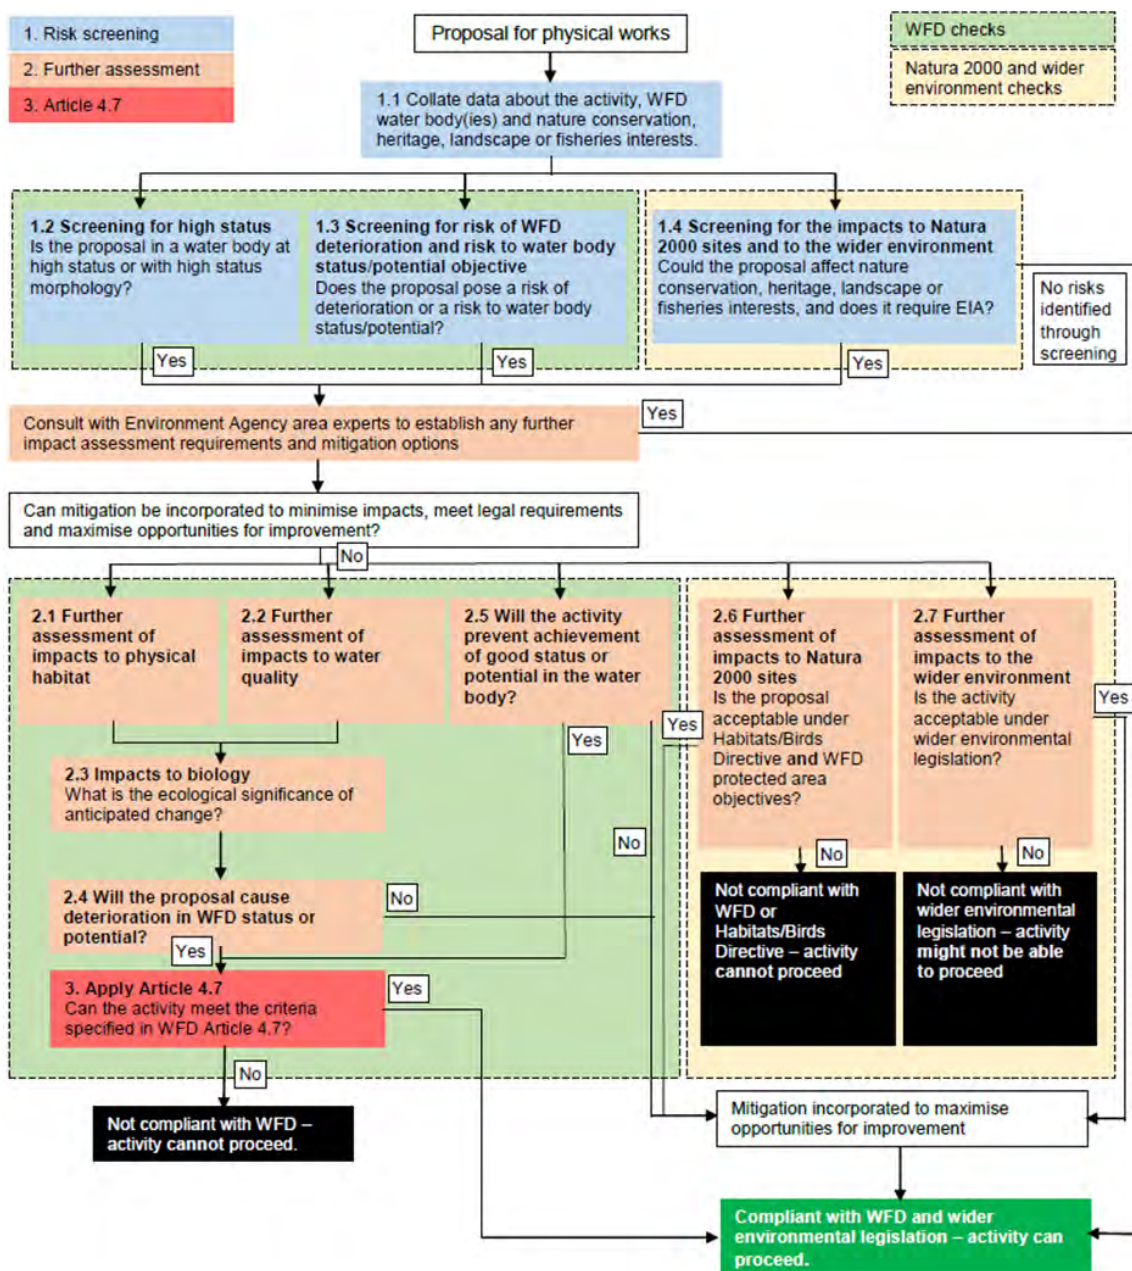 1. Risk screening
2. Further assessment
3. Article 4.7
Proposal for physical works
WFD checks
Natura 2000 and wider
environment checks
1.1 Collate data about the activity, WFD
water body(ies) and nature conservation,
heritage, landscape or fisheries interests.
1.2 Screening for high status
Is the proposal in a water body at
high status or with high status
morphology?
1.3 Screening for risk of WFD
deterioration and risk to water body
status/potential objective
Does the proposal pose a risk of
deterioration or a risk to water body
status/potential?
1.4 Screening for the impacts to Natura
2000 sites and to the wider environment
Could the proposal affect nature
conservation, heritage, landscape or
fisheries interests, and does it require EIA?
No risks
identified
through
screening
Yes
Yes
Yes
Consult with Environment Agency area experts to establish any further
impact assessment requirements and mitigation options
Yes
Can mitigation be incorporated to minimise impacts, meet legal requirements
and maximise opportunities for improvement?
No
2.1 Further
assessment of
impacts to physical
habitat
2.2 Further
assessment of
impacts to water
quality
2.5 Will the activity
prevent achievement
of good status or
potential in the water
body?
2.6 Further
assessment of
impacts to Natura
2000 sites
Is the proposal
acceptable under
Habitats/Birds
Directive and WFD
protected area
objectives?
2.7 Further
assessment of
impacts to the
wider environment
Is the activity
acceptable under
wider environmental
legislation?
Yes
Yes
Yes
2.3 Impacts to biology
What is the ecological significance of
anticipated change?
No
No
No
2.4 Will the proposal cause
deterioration in WFD status or
potential?
No
Yes
Not compliant with
WFD or
Habitats/Birds
Directive – activity
cannot proceed
Not compliant with
wider environmental
legislation – activity
might not be able
to proceed
3. Apply Article 4.7
Can the activity meet the criteria
specified in WFD Article 4.7?
Yes
No
Not compliant with WFD –
activity cannot proceed.
Mitigation incorporated to maximise
opportunities for improvement
Compliant with WFD and wider
environmental legislation – activity can
proceed.